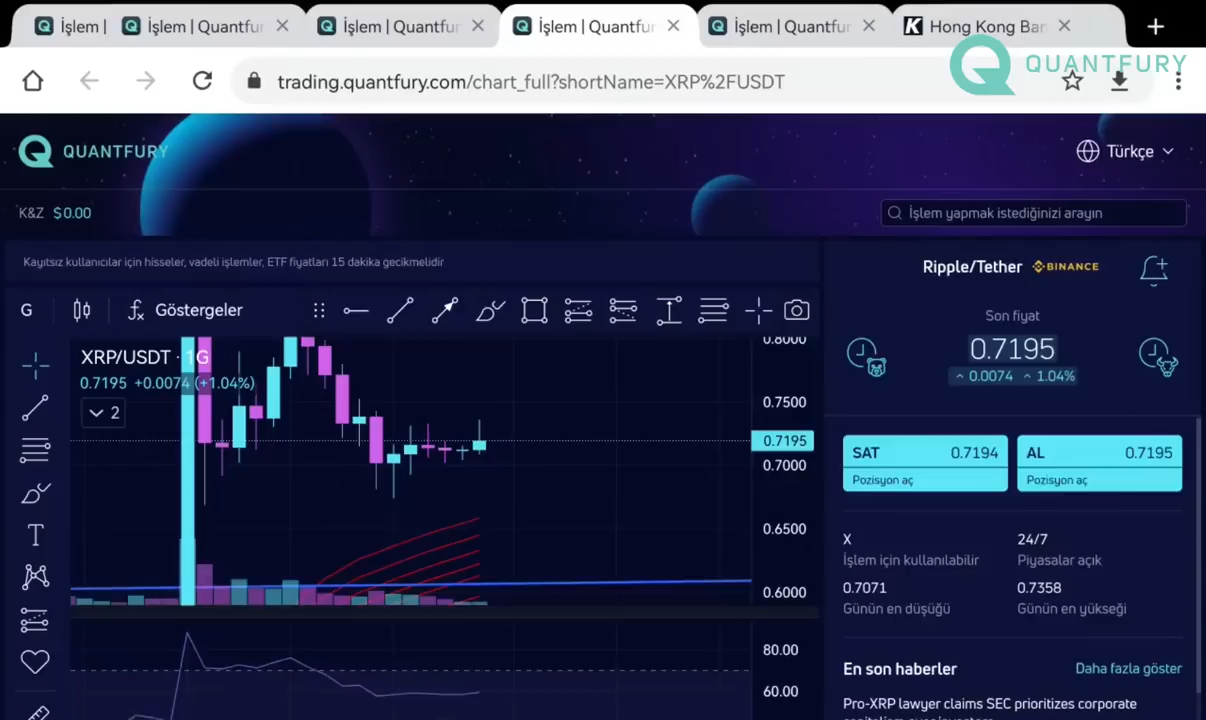 İşlem |
İşlem | Quantfur
İşlem | Quantfur
İşlem | Quantfu
İşlem | Quantfur
Hong Kong Ban
QUANTFURY
trading.quantfury.com/chart_full?shortName=XRP%2FUSDT
QUANTFURY
Türkçe
K&Z $0.00
İşlem yapmak istediğinizi arayın
Kayıtsız kullanıcılar için hisseler, vadeli işlemler, ETF fiyatları 15 dakika gecikmelidir
G
Göstergeler
XRP/USDT · 1G
0.7195 +0.0074 (+1.04%)
2
0.8000
0.7500
0.7195
0.7000
0.6500
0.6000
80.00
60.00
Ripple/Tether BINANCE
Son fiyat
0.7195
0.0074 1.04%
SAT 0.7194
Pozisyon aç
AL 0.7195
Pozisyon aç
X
İşlem için kullanılabilir
24/7
Piyasalar açık
0.7071
Günün en düşüğü
0.7358
Günün en yükseği
En son haberler
Daha fazla göster
Pro-XRP lawyer claims SEC prioritizes corporate